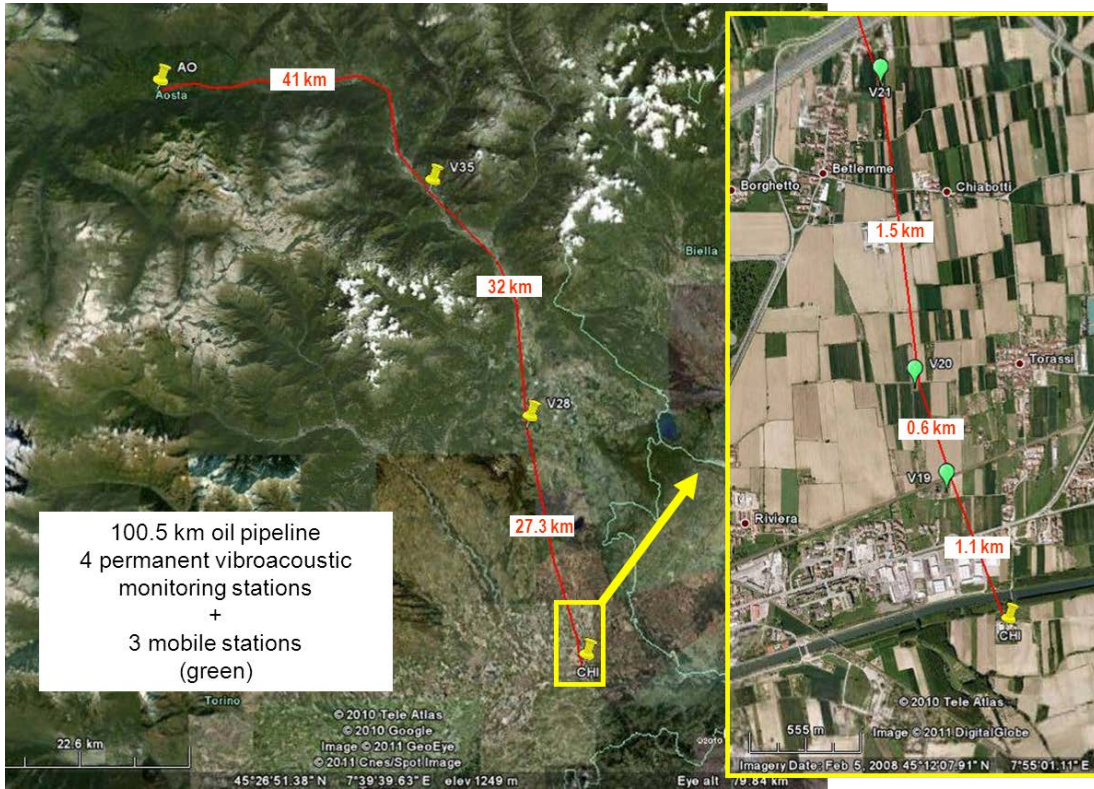 AO
Aosta
41 km
V35
Biella
32 km
V28
27.3 km
CHI
100.5 km oil pipeline
4 permanent vibroacoustic
monitoring stations
+
3 mobile stations
(green)
Torino
22.6 km
© 2010 Tele Atlas
© 2010 Google
Image © 2011 GeoEye
© 2011 Cnes/Spot Image
©2010
45°26'51.38" N 7°39'39.63" E elev 1249 m
Eye alt 79.84 km
V21
Betlemme
Borghetto
Chiabotti
1.5 km
V20
Torassi
0.6 km
V19
Riviera
1.1 km
CHI
© 2010 Tele Atlas
© 2010 Google
Image © 2011 DigitalGlobe
555 m
Imagery Date: Feb 5, 2008 45°12'07.91" N 7°55'01.11" E